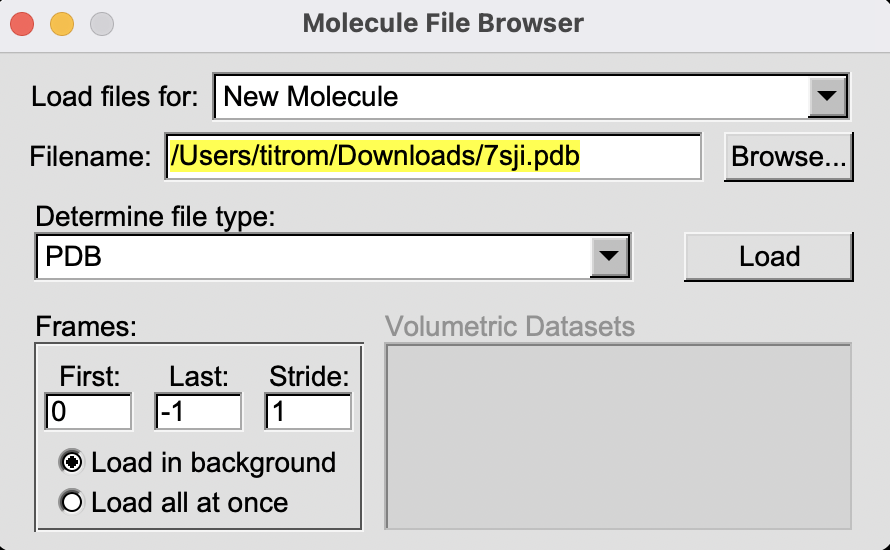 Molecule File Browser
Load files for: New Molecule
Filename: /Users/titrom/Downloads/7sji.pdb Browse...
Determine file type:
PDB Load
Frames: Volumetric Datasets
First: Last: Stride:
0 -1 1
Load in background
Load all at once